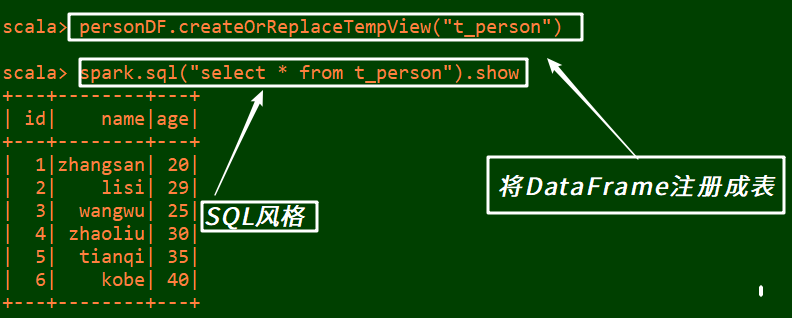 scala> personDF.createOrReplaceTempView("t_person")
scala> spark.sql("select * from t_person").show
+---+--------+---+
| id|    name|age|
+---+--------+---+
|  1|zhangsan| 20|
|  2|    lisi| 29|
|  3|  wangwu| 25|
|  4| zhaoliu| 30|
|  5|  tianqi| 35|
|  6|    kobe| 40|
+---+--------+---+
将DataFrame注册成表
SQL风格